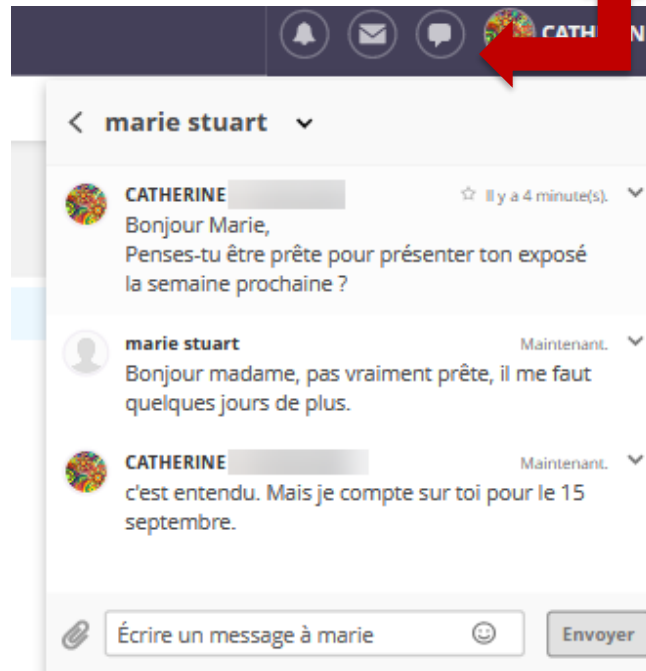 CATHERIN
marie stuart
CATHERINE
Il y a 4 minute(s).
Bonjour Marie,
Penses-tu être prête pour présenter ton exposé
la semaine prochaine ?
marie stuart
Maintenant.
Bonjour madame, pas vraiment prête, il me faut
quelques jours de plus.
CATHERINE
Maintenant.
c'est entendu. Mais je compte sur toi pour le 15
septembre.
Écrire un message à marie
Envoyer